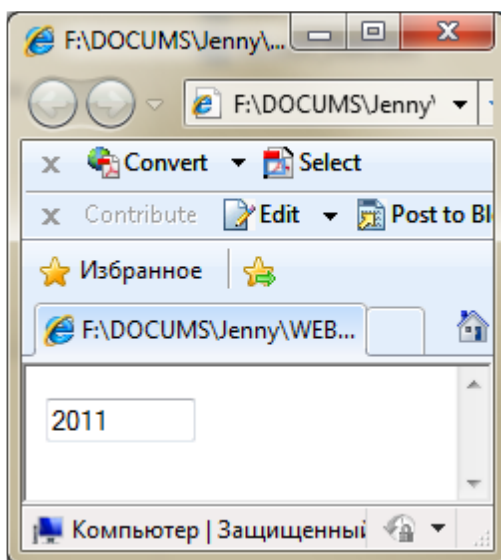 F:\DOCUMS\Jenny\...
F:\DOCUMS\Jenny\
x Convert Select
x Contribute Edit Post to Bl
Избранное
F:\DOCUMS\Jenny\WEB...
2011
Компьютер | Защищенный